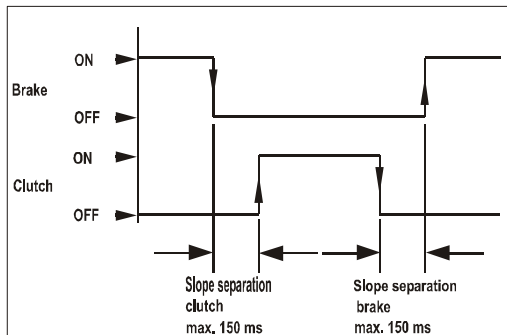 ON
Brake
OFF
ON
Clutch
OFF
Slope separation
clutch
max. 150 ms
Slope separation
brake
max. 150 ms